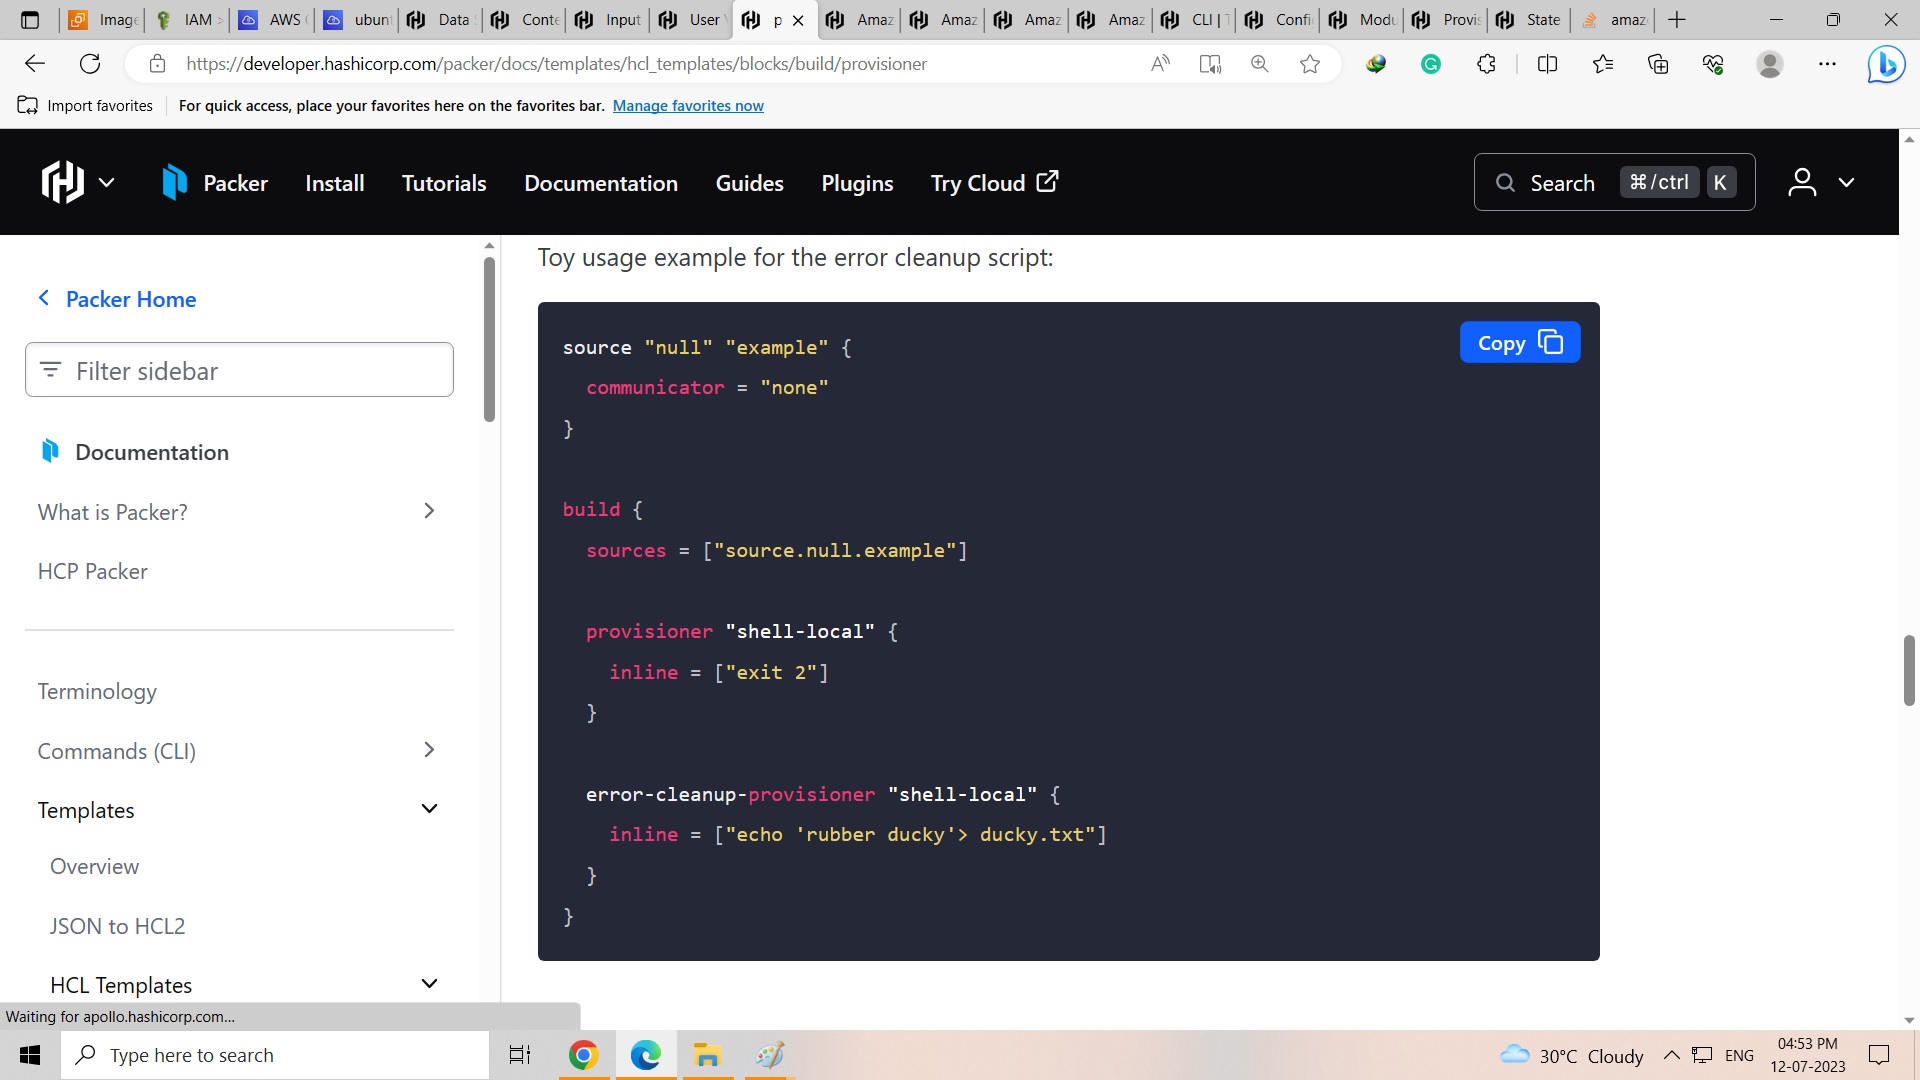 Image
IAM >
AWS (
ubunt
Data S
Conte
Input
User V
p
Amaz
Amaz
Amaz
Amaz
CLI | T
Confi
Modu
Provis
State
amaz
https://developer.hashicorp.com/packer/docs/templates/hcl_templates/blocks/build/provisioner
Import favorites
For quick access, place your favorites here on the favorites bar. Manage favorites now
Packer Install Tutorials Documentation Guides Plugins Try Cloud
Search ⌘/ctrl K
Packer Home
Filter sidebar
Documentation
What is Packer?
HCP Packer
Terminology
Commands (CLI)
Templates
Overview
JSON to HCL2
HCL Templates
Toy usage example for the error cleanup script:
Copy
source "null" "example" {
communicator = "none"
}
build {
sources = ["source.null.example"]
provisioner "shell-local" {
inline = ["exit 2"]
}
error-cleanup-provisioner "shell-local" {
inline = ["echo 'rubber ducky'> ducky.txt"]
}
}
Waiting for apollo.hashicorp.com...
Type here to search
30°C Cloudy
ENG
04:53 PM
12-07-2023